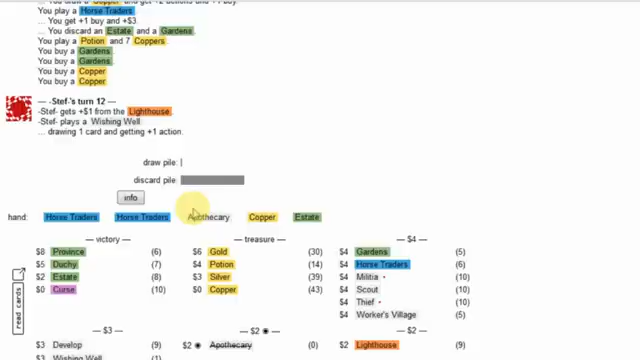 You play a Horse Traders
... You get +1 buy and +$3.
... You discard an Estate and a Gardens.
You play a Potion and 7 Coppers.
You buy a Gardens.
You buy a Gardens.
You buy a Copper
You buy a Copper
— -Stef-'s turn 12 —
-Stef- gets +$1 from the Lighthouse.
-Stef- plays a Wishing Well
... drawing 1 card and getting +1 action.
draw pile:
discard pile:
info
hand: Horse Traders Horse Traders Apothecary Copper Estate
— victory — — treasure — — $4 —
$8 Province (6) $6 Gold (30) $4 Gardens (5)
$5 Duchy (7) $4 Potion (14) $4 Horse Traders (6)
$2 Estate (8) $3 Silver (39) $4 Militia (10)
$0 Curse (10) $0 Copper (43) $4 Scout (10)
$4 Thief (10)
$4 Worker's Village (5)
read cards
— $3 — — $2 — — $2 —
$3 Develop (9) $2 Apothecary (0) $2 Lighthouse (5)
$3 Wishing Well